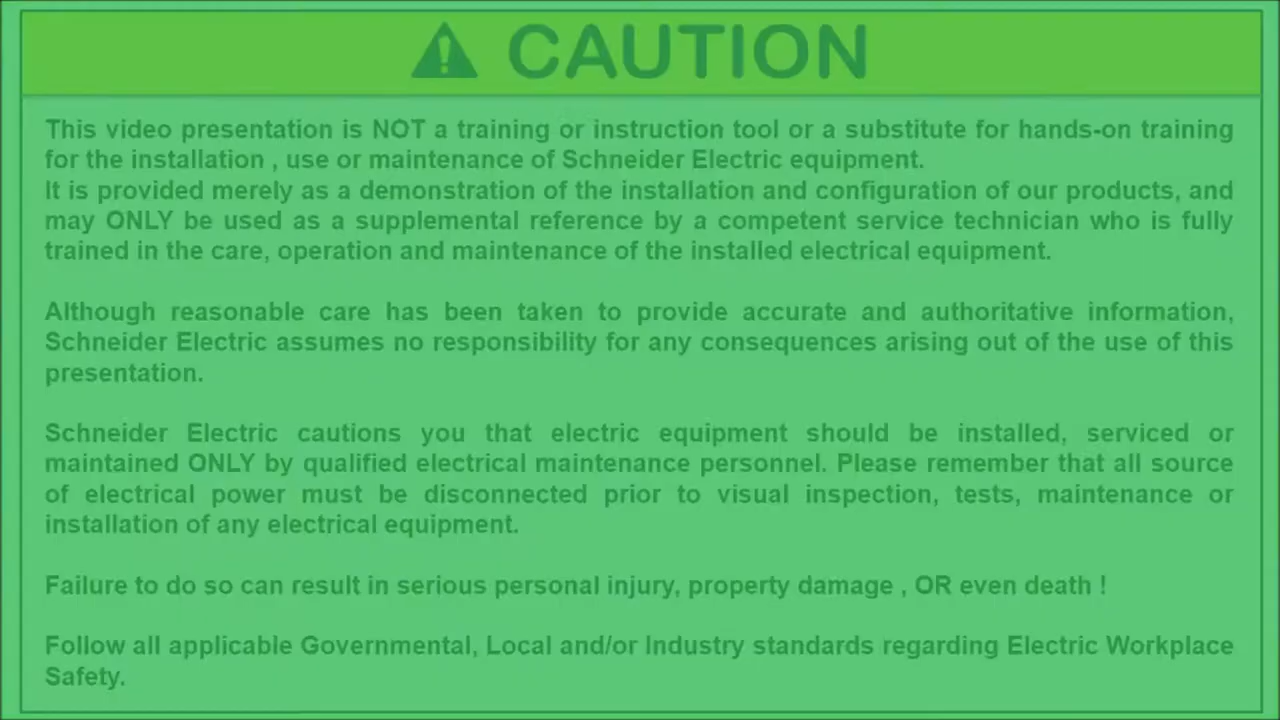 CAUTION
This video presentation is NOT a training or instruction tool or a substitute for hands-on training
for the installation , use or maintenance of Schneider Electric equipment.
It is provided merely as a demonstration of the installation and configuration of our products, and
may ONLY be used as a supplemental reference by a competent service technician who is fully
trained in the care, operation and maintenance of the installed electrical equipment.
Although reasonable care has been taken to provide accurate and authoritative information,
Schneider Electric assumes no responsibility for any consequences arising out of the use of this
presentation.
Schneider Electric cautions you that electric equipment should be installed, serviced or
maintained ONLY by qualified electrical maintenance personnel. Please remember that all source
of electrical power must be disconnected prior to visual inspection, tests, maintenance or
installation of any electrical equipment.
Failure to do so can result in serious personal injury, property damage , OR even death !
Follow all applicable Governmental, Local and/or Industry standards regarding Electric Workplace
Safety.